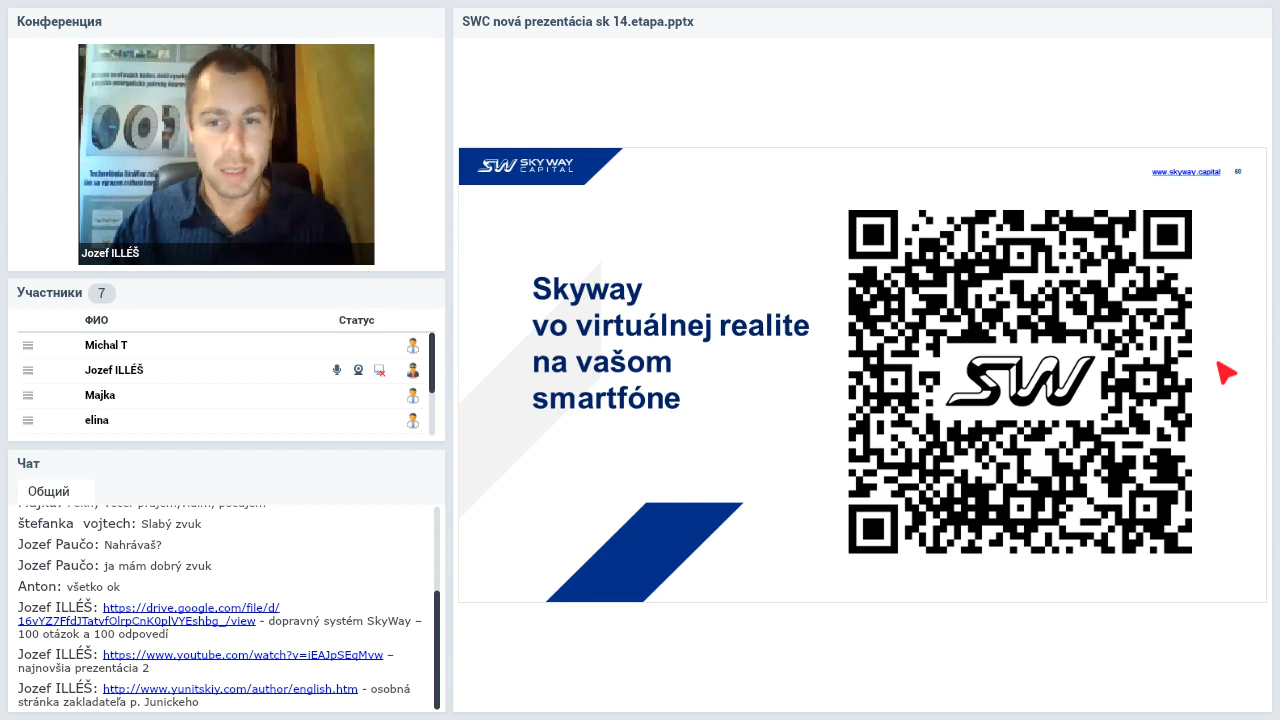 Конференция
Jozef ILLÉŠ
Участники 7
ФИО Статус
Michal T
Jozef ILLÉŠ
Majka
elina
Чат
Общий
štefanka vojtech: Slabý zvuk
Jozef Paučo: Nahrávaš?
Jozef Paučo: ja mám dobrý zvuk
Anton: všetko ok
Jozef ILLÉŠ: https://drive.google.com/file/d/
16vYZ7FfdJTatvfOlrpCnK0plVYEshbg_/view - dopravný systém SkyWay –
100 otázok a 100 odpovedí
Jozef ILLÉŠ: https://www.youtube.com/watch?v=iEAJpSEqMvw –
najnovšia prezentácia 2
Jozef ILLÉŠ: http://www.yunitskiy.com/author/english.htm - osobná
stránka zakladateľa p. Junickeho
SWC nová prezentácia sk 14.etapa.pptx
SW SKY WAY
CAPITAL
www.skyway.capital 60
Skyway
vo virtuálnej realite
na vašom
smartfóne
SW